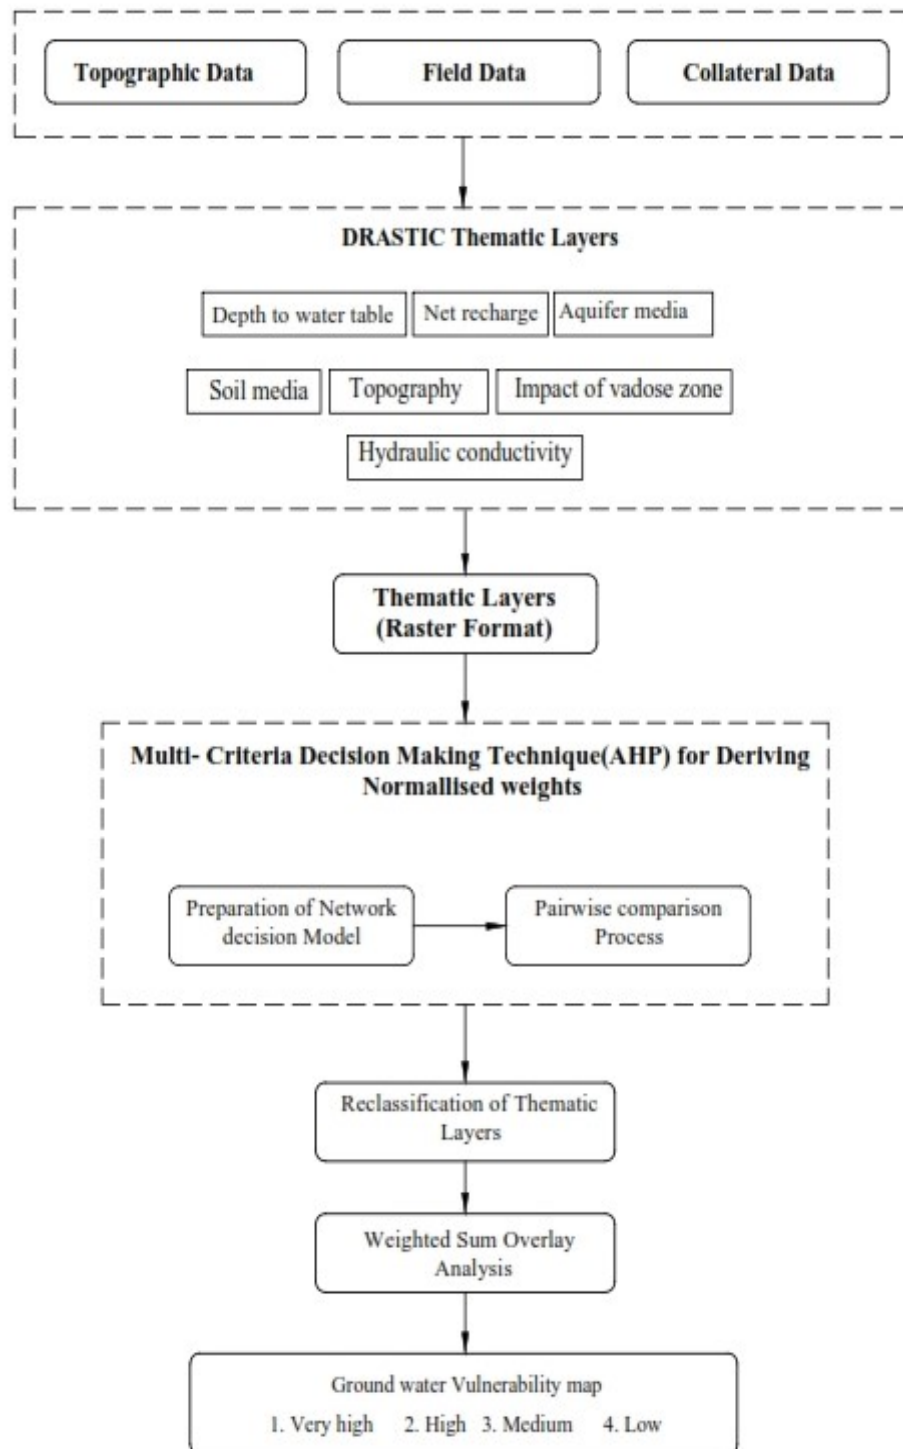 Topographic Data
Field Data
Collateral Data
DRASTIC Thematic Layers
Depth to water table
Net recharge
Aquifer media
Soil media
Topography
Impact of vadose zone
Hydraulic conductivity
Thematic Layers
(Raster Format)
Multi- Criteria Decision Making Technique(AHP) for Deriving
Normallised weights
Preparation of Network
decision Model
Pairwise comparison
Process
Reclassification of Thematic
Layers
Weighted Sum Overlay
Analysis
Ground water Vulnerability map
1. Very high 2. High 3. Medium 4. Low